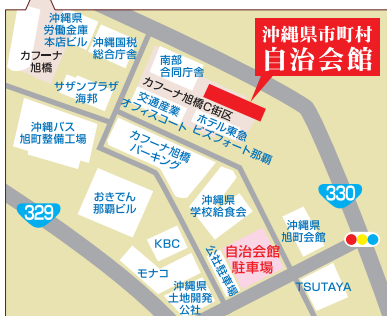 沖縄県
労働金庫
本店ビル
沖縄国税
総合庁舎
南部
合同庁舎
沖縄県市町村
自治会館
カフーナ
旭橋
サザンプラザ
海邦
カフーナ旭橋C街区
交通産業
オフィスコート
ホテル東急
ビズフォート那覇
沖縄バス
旭町整備工場
カフーナ旭橋
パーキング
おきでん
那覇ビル
沖縄県
学校給食会
330
329
沖縄県
旭町会館
KBC
自治会館
駐車場
公社駐車場
モナコ
沖縄県
土地開発
公社
TSUTAYA